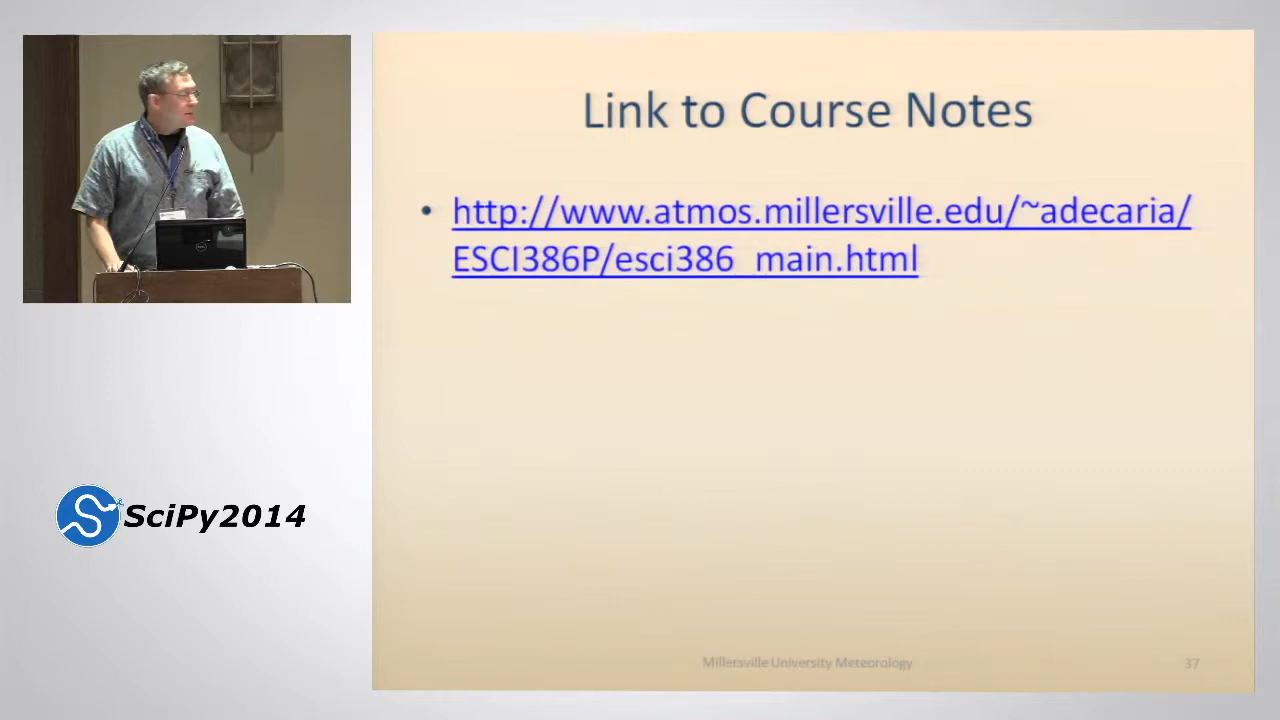 Link to Course Notes
• http://www.atmos.millersville.edu/~adecaria/
ESCI386P/esci386_main.html
SciPy2014
Millersville University Meteorology
37